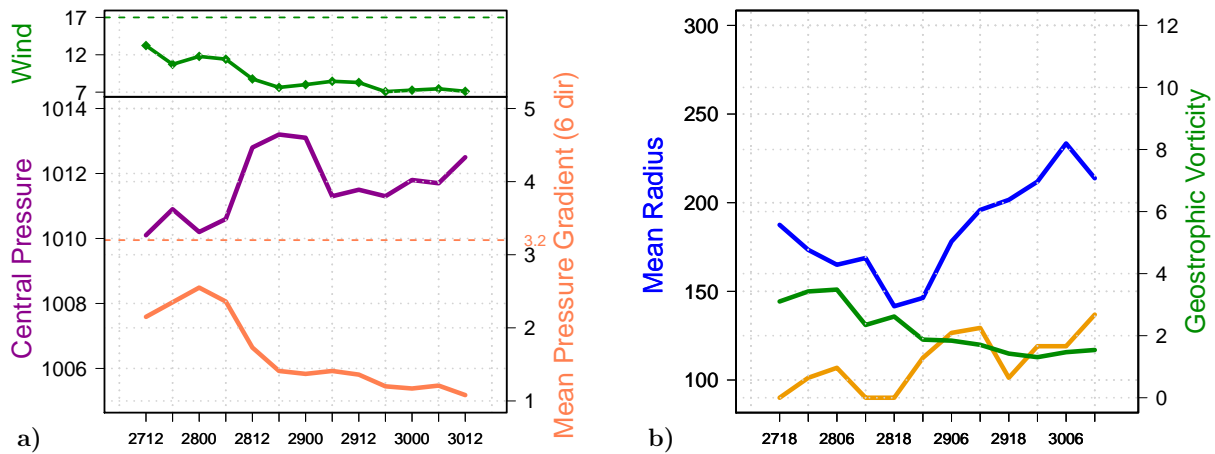 Wind
17
12
7
Central Pressure
1014
1012
1010
1008
1006
5
4
3.2
3
2
1
Mean Pressure Gradient (6 dir)
2712 2800 2812 2900 2912 3000 3012
a)
Mean Radius
300
250
200
150
100
12
10
8
6
4
2
0
Geostrophic Vorticity
2718 2806 2818 2906 2918 3006
b)